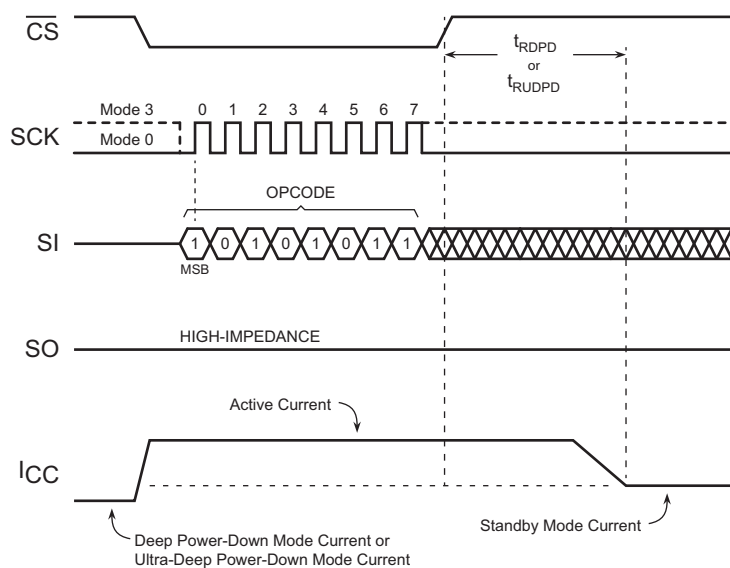 CS
tRDPD
or
tRUDPD
Mode 3
0 1 2 3 4 5 6 7
SCK
Mode 0
OPCODE
SI
1 0 1 0 1 0 1 1
MSB
HIGH-IMPEDANCE
SO
Active Current
ICC
Standby Mode Current
Deep Power-Down Mode Current or
Ultra-Deep Power-Down Mode Current